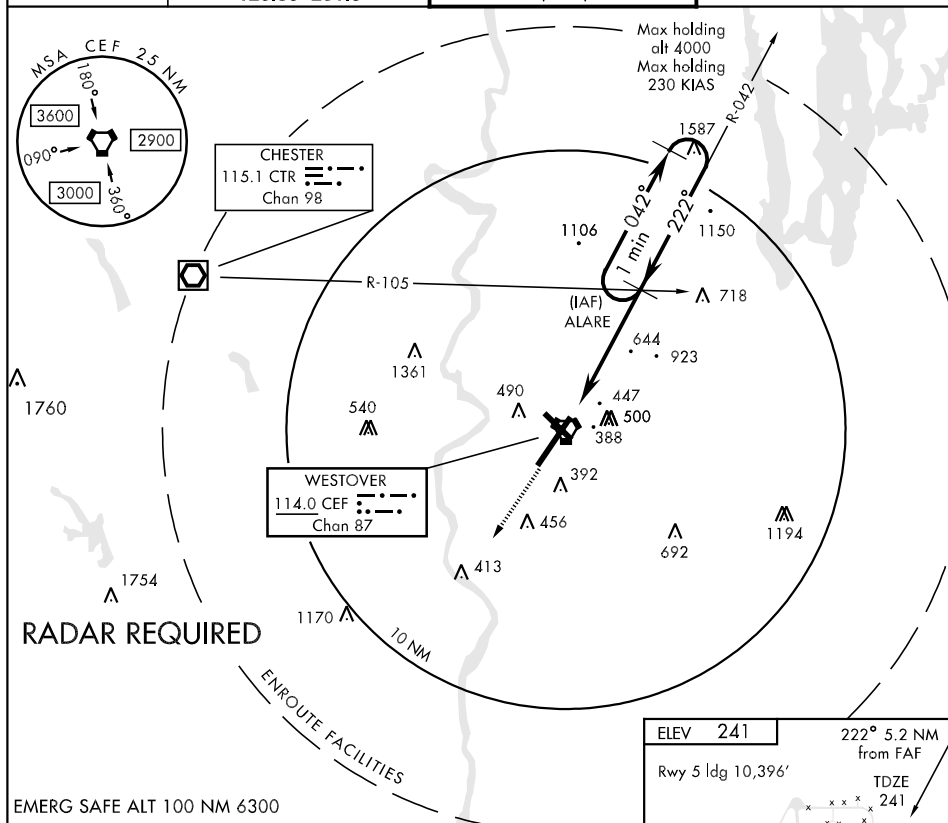 MSA CEF 25 NM
180°
3600
2900
090°
3000
360°
Max holding
alt 4000
Max holding
230 KIAS
R-042
1587
CHESTER
115.1 CTR
Chan 98
042°
222°
1 min
1150
1106
R-105
(IAF)
ALARE
718
644
923
1361
1760
490
447
540
500
388
WESTOVER
114.0 CEF
Chan 87
392
456
692
1194
413
1754
1170
RADAR REQUIRED
10 NM
ENROUTE FACILITIES
EMERG SAFE ALT 100 NM 6300
ELEV 241
222° 5.2 NM
from FAF
Rwy 5 ldg 10,396'
TDZE
241